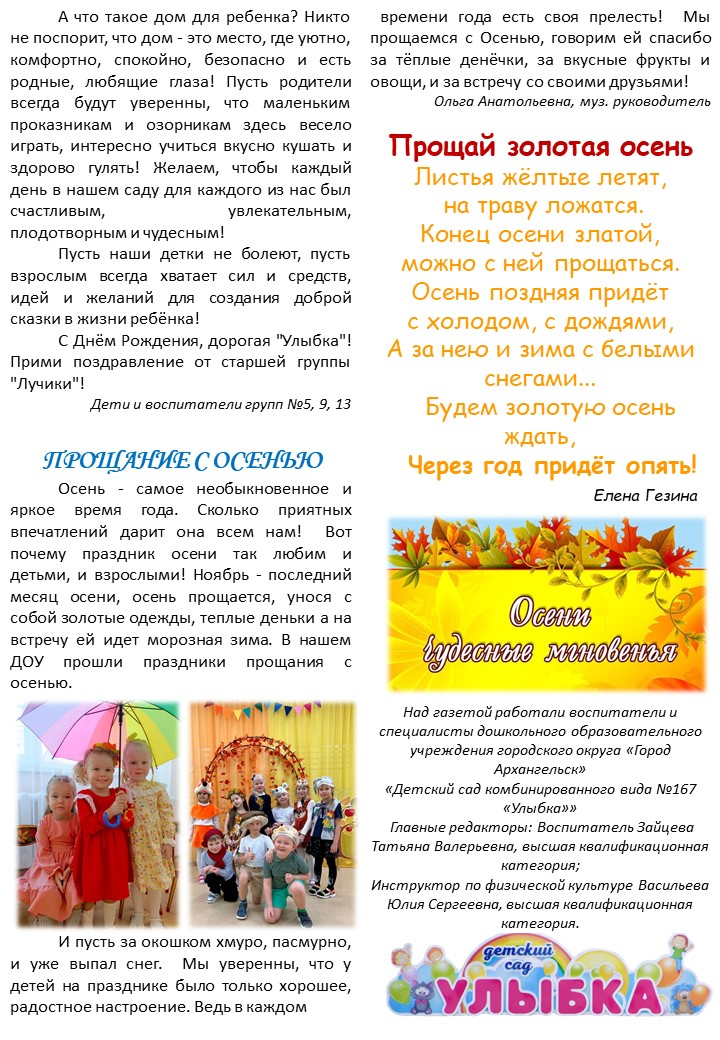 А что такое дом для ребенка? Никто
не поспорит, что дом - это место, где уютно,
комфортно, спокойно, безопасно и есть
родные, любящие глаза! Пусть родители
всегда будут уверенны, что маленьким
проказникам и озорникам здесь весело
играть, интересно учиться вкусно кушать и
здорово гулять! Желаем, чтобы каждый
день в нашем саду для каждого из нас был
счастливым, увлекательным,
плодотворным и чудесным!
Пусть наши детки не болеют, пусть
взрослым всегда хватает сил и средств,
идей и желаний для создания доброй
сказки в жизни ребёнка!
С Днём Рождения, дорогая "Улыбка"!
Прими поздравление от старшей группы
"Лучики"!
Дети и воспитатели групп №5, 9, 13
ПРОЩАНИЕ С ОСЕНЬЮ
Осень - самое необыкновенное и
яркое время года. Сколько приятных
впечатлений дарит она всем нам! Вот
почему праздник осени так любим и
детьми, и взрослыми! Ноябрь - последний
месяц осени, осень прощается, унося с
собой золотые одежды, теплые деньки а на
встречу ей идет морозная зима. В нашем
ДОУ прошли праздники прощания с
осенью.
И пусть за окошком хмуро, пасмурно,
и уже выпал снег. Мы уверенны, что у
детей на празднике было только хорошее,
радостное настроение. Ведь в каждом
времени года есть своя прелесть! Мы
прощаемся с Осенью, говорим ей спасибо
за тёплые денёчки, за вкусные фрукты и
овощи, и за встречу со своими друзьями!
Ольга Анатольевна, муз. руководитель
Прощай золотая осень
Листья жёлтые летят,
на траву ложатся.
Конец осени златой,
можно с ней прощаться.
Осень поздняя придёт
с холодом, с дождями,
А за нею и зима с белыми
снегами...
Будем золотую осень
ждать,
Через год придёт опять!
Елена Гезина
Осени
чудесные мгновенья
Над газетой работали воспитатели и
специалисты дошкольного образовательного
учреждения городского округа «Город
Архангельск»
«Детский сад комбинированного вида №167
«Улыбка»»
Главные редакторы: Воспитатель Зайцева
Татьяна Валерьевна, высшая квалификационная
категория;
Инструктор по физической культуре Васильева
Юлия Сергеевна, высшая квалификационная
категория.
детский
сад
УЛЫБКА